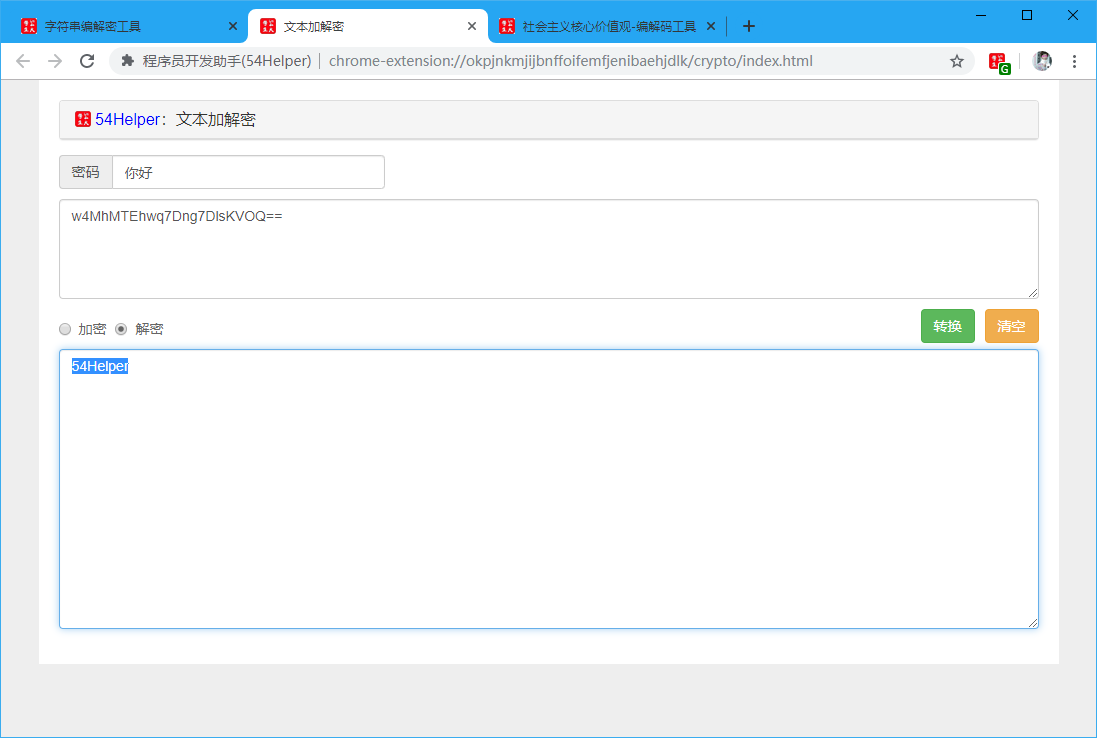 字符串编解密工具
文本加解密
社会主义核心价值观-编解码工具
程序员开发助手(54Helper) | chrome-extension://okpjnkmjijbnffoifemfjenibaehjdlk/crypto/index.html
G
54Helper：文本加解密
密码 你好
w4MhMTEhwq7Dng7DlsKVOQ==
加密 解密 转换 清空
54Helper